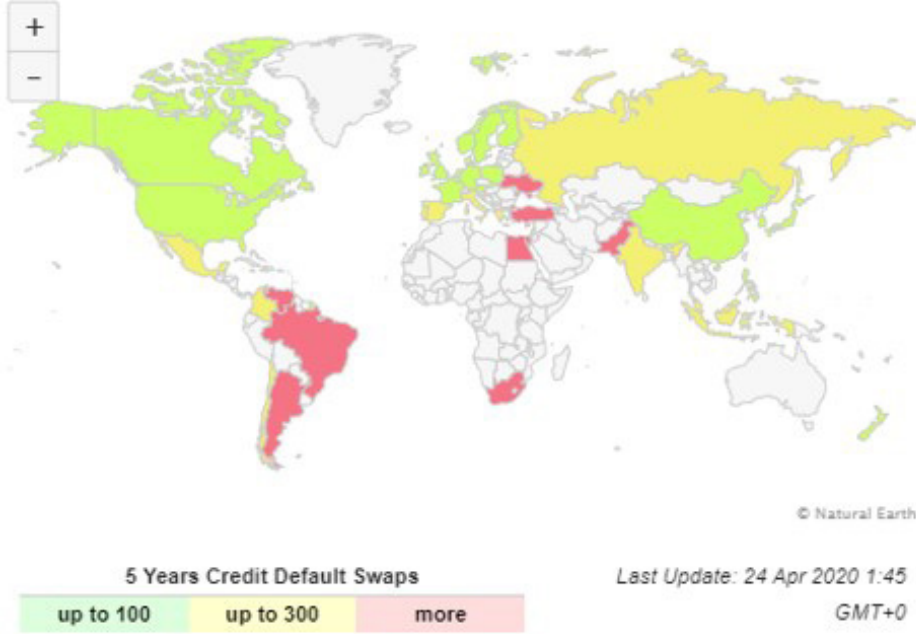 +
−
© Natural Earth
5 Years Credit Default Swaps
Last Update: 24 Apr 2020 1:45
up to 100 up to 300 more
GMT+0